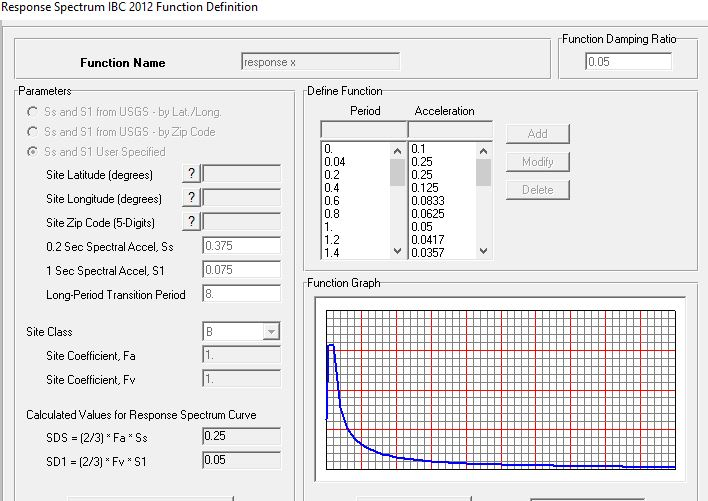 Response Spectrum IBC 2012 Function Definition
Function Damping Ratio
Function Name response x 0.05
Parameters
Ss and S1 from USGS - by Lat./Long.
Ss and S1 from USGS - by Zip Code
Ss and S1 User Specified
Site Latitude (degrees) ?
Site Longitude (degrees) ?
Site Zip Code (5-Digits) ?
0.2 Sec Spectral Accel, Ss 0.375
1 Sec Spectral Accel, S1 0.075
Long-Period Transition Period 8.
Site Class B
Site Coefficient, Fa 1.
Site Coefficient, Fv 1.
Calculated Values for Response Spectrum Curve
SDS = (2/3) * Fa * Ss 0.25
SD1 = (2/3) * Fv * S1 0.05
Define Function
Period Acceleration
0. 0.1
0.04 0.25
0.2 0.25
0.4 0.125
0.6 0.0833
0.8 0.0625
1. 0.05
1.2 0.0417
1.4 0.0357
Add
Modify
Delete
Function Graph